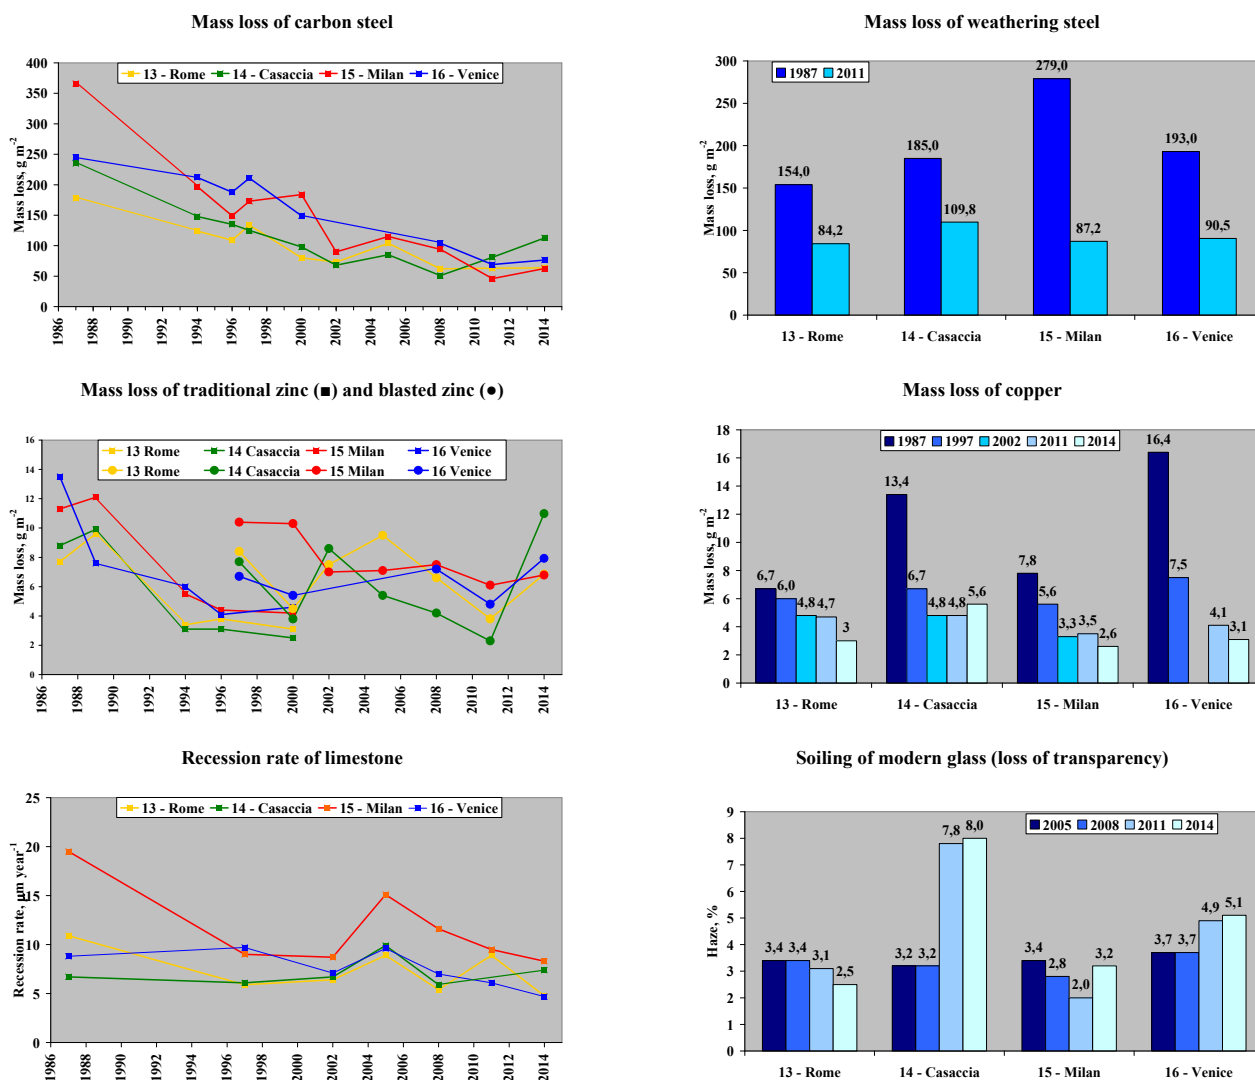 Mass loss of carbon steel
Mass loss, g m-2
400
350
300
250
200
150
100
50
0
13 - Rome 14 - Casaccia 15 - Milan 16 - Venice
1986 1988 1990 1992 1994 1996 1998 2000 2002 2004 2006 2008 2010 2012 2014
Mass loss of weathering steel
Mass loss, g m-2
300
250
200
150
100
50
0
1987 2011
154,0 84,2 185,0 109,8 279,0 87,2 193,0 90,5
13 - Rome 14 - Casaccia 15 - Milan 16 - Venice
Mass loss of traditional zinc (■) and blasted zinc (●)
Mass loss, g m-2
16
14
12
10
8
6
4
2
0
13 Rome 14 Casaccia 15 Milan 16 Venice
13 Rome 14 Casaccia 15 Milan 16 Venice
1986 1988 1990 1992 1994 1996 1998 2000 2002 2004 2006 2008 2010 2012 2014
Mass loss of copper
Mass loss, g m-2
18
16
14
12
10
8
6
4
2
0
1987 1997 2002 2011 2014
6,7 6,0 4,8 4,7 3 13,4 6,7 4,8 4,8 5,6 7,8 5,6 3,3 3,5 2,6 16,4 7,5 4,1 3,1
13 - Rome 14 - Casaccia 15 - Milan 16 - Venice
Recession rate of limestone
Recession rate, µm year-1
25
20
15
10
5
0
13 - Rome 14 - Casaccia 15 - Milan 16 - Venice
1986 1988 1990 1992 1994 1996 1998 2000 2002 2004 2006 2008 2010 2012 2014
Soiling of modern glass (loss of transparency)
Haze, %
9
8
7
6
5
4
3
2
1
0
2005 2008 2011 2014
3,4 3,4 3,1 2,5 3,2 3,2 7,8 8,0 3,4 2,8 2,0 3,2 3,7 3,7 4,9 5,1
13 - Rome 14 - Casaccia 15 - Milan 16 - Venice